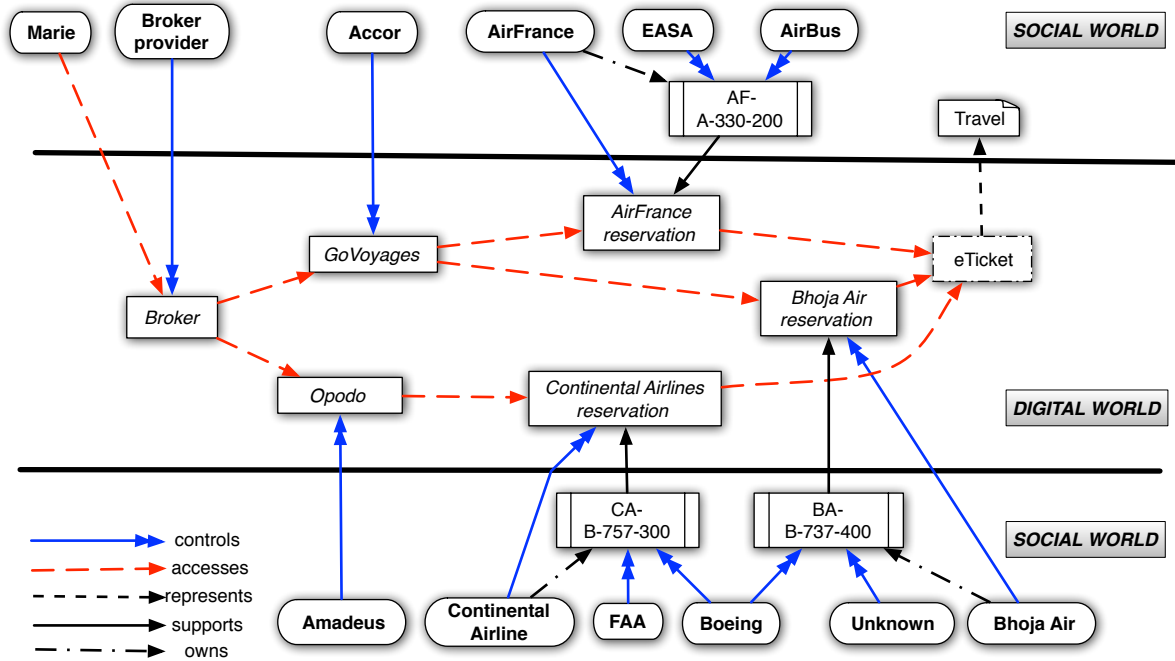 Marie
Broker
provider
Accor
AirFrance
EASA
AirBus
SOCIAL WORLD
AF-
A-330-200
Travel
AirFrance
reservation
GoVoyages
eTicket
Broker
Bhoja Air
reservation
Opodo
Continental Airlines
reservation
DIGITAL WORLD
CA-
B-757-300
BA-
B-737-400
SOCIAL WORLD
controls
accesses
represents
supports
owns
Amadeus
Continental
Airline
FAA
Boeing
Unknown
Bhoja Air